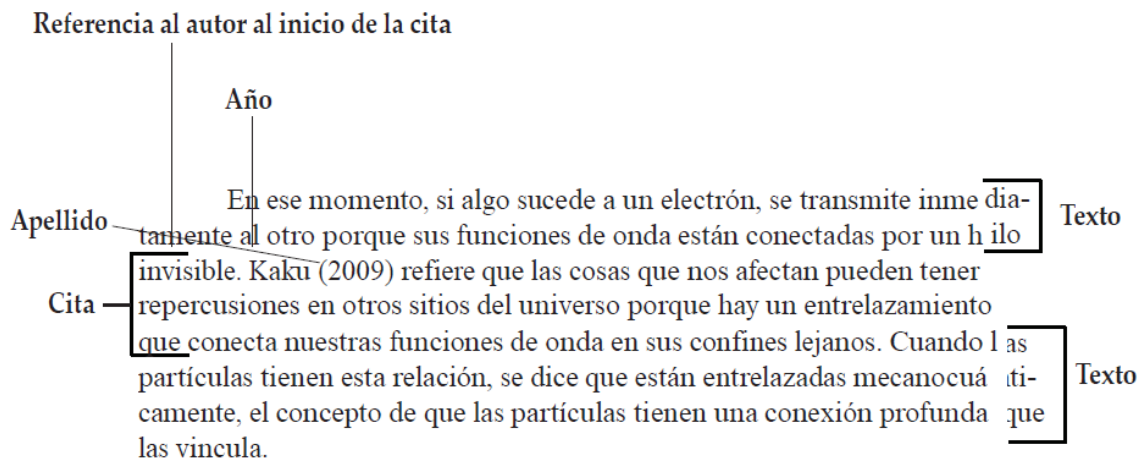 Referencia al autor al inicio de la cita
Año
En ese momento, si algo sucede a un electrón, se transmite inme dia-
Apellido
Texto
tamente al otro porque sus funciones de onda están conectadas por un h ilo
invisible. Kaku (2009) refiere que las cosas que nos afectan pueden tener
Cita
repercusiones en otros sitios del universo porque hay un entrelazamiento
que conecta nuestras funciones de onda en sus confines lejanos. Cuando l as
partículas tienen esta relación, se dice que están entrelazadas mecanocuá ti-
Texto
camente, el concepto de que las partículas tienen una conexión profunda que
las vincula.